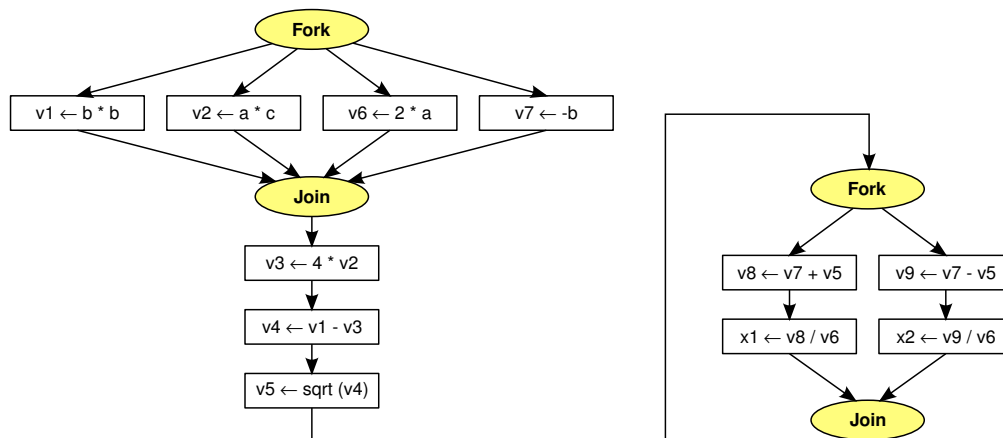 Fork
v1 ← b * b
v2 ← a * c
v6 ← 2 * a
v7 ← -b
Join
v3 ← 4 * v2
v4 ← v1 - v3
v5 ← sqrt (v4)
Fork
v8 ← v7 + v5
v9 ← v7 - v5
x1 ← v8 / v6
x2 ← v9 / v6
Join